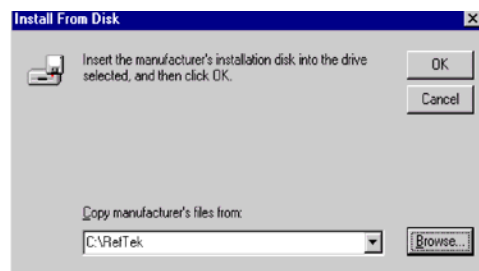 Install From Disk
Insert the manufacturer's installation disk into the drive
selected, and then click OK.
OK
Cancel
Copy manufacturer's files from:
C:\RefTek
Browse...